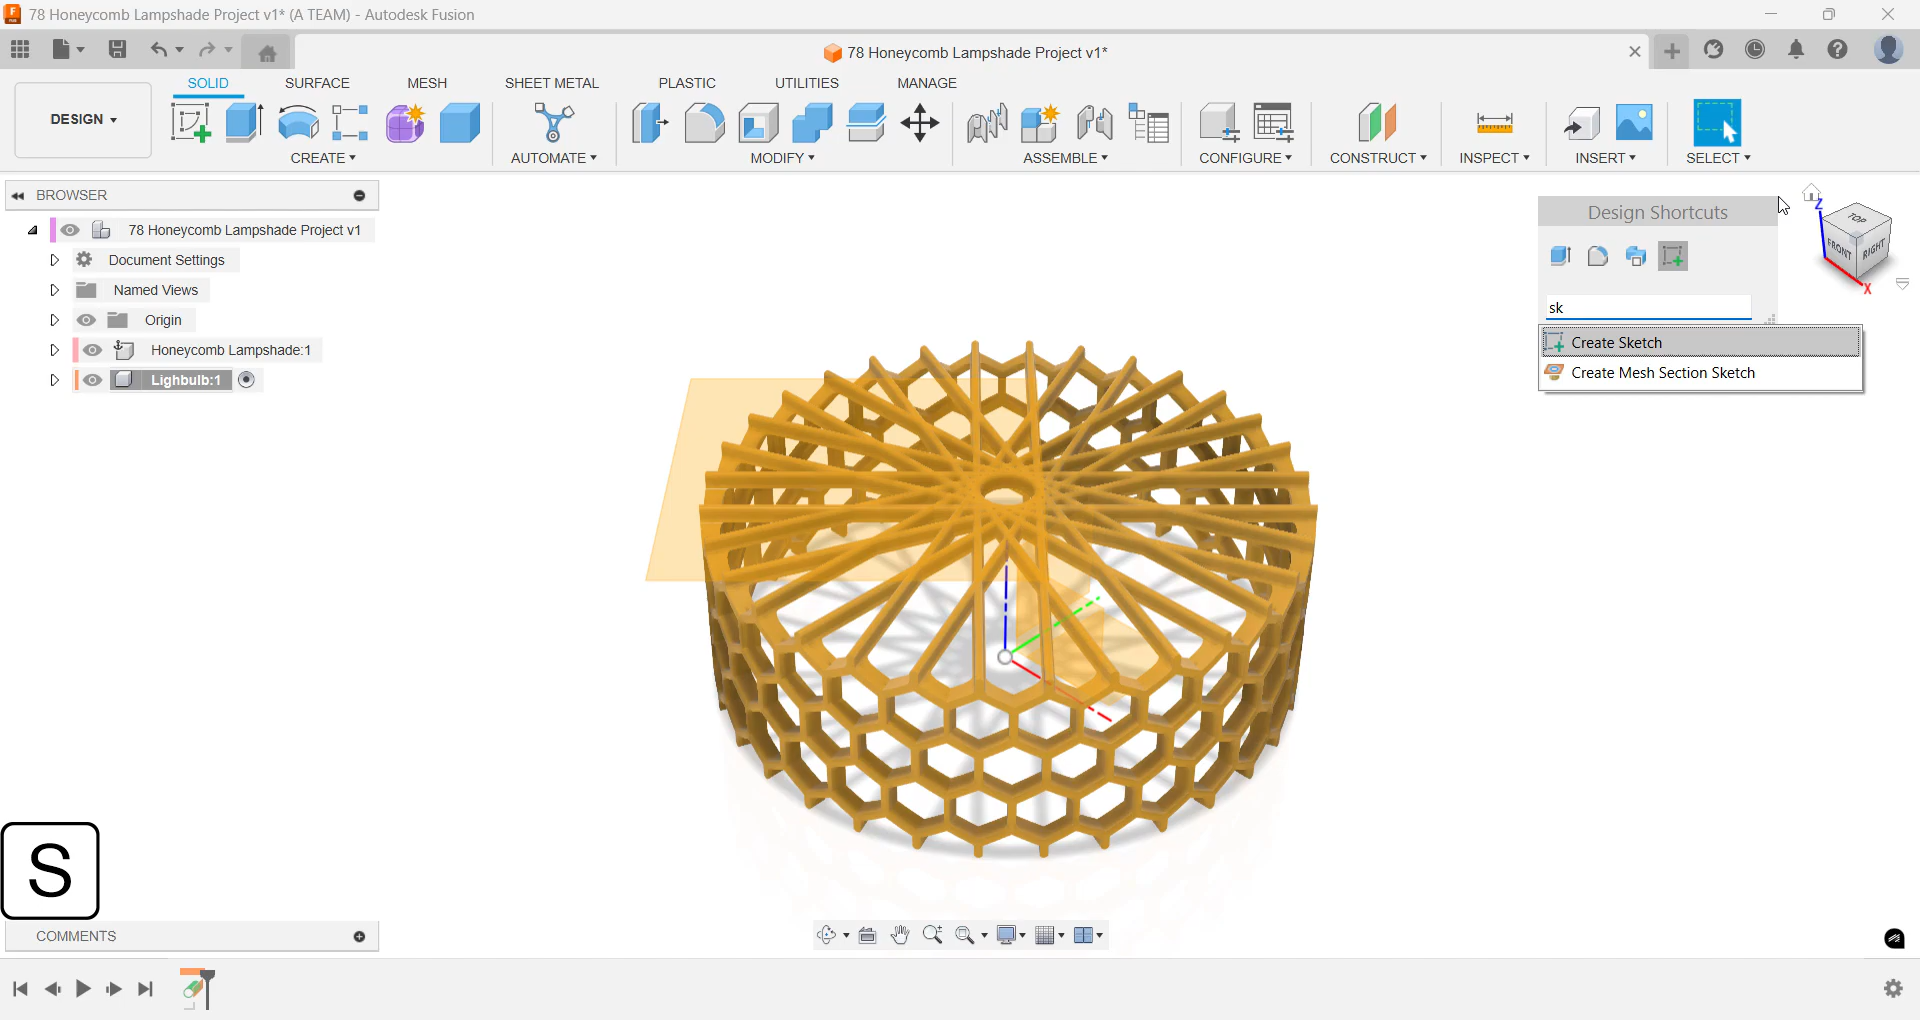 78 Honeycomb Lampshade Project v1* (A TEAM) - Autodesk Fusion
78 Honeycomb Lampshade Project v1*
SOLID SURFACE MESH SHEET METAL PLASTIC UTILITIES MANAGE
DESIGN
CREATE AUTOMATE MODIFY ASSEMBLE CONFIGURE CONSTRUCT INSPECT INSERT SELECT
BROWSER
78 Honeycomb Lampshade Project v1
Document Settings
Named Views
Origin
Honeycomb Lampshade:1
Lighbulb:1
Design Shortcuts
sk
Create Sketch
Create Mesh Section Sketch
Z
TOP
FRONT
RIGHT
X
S
COMMENTS